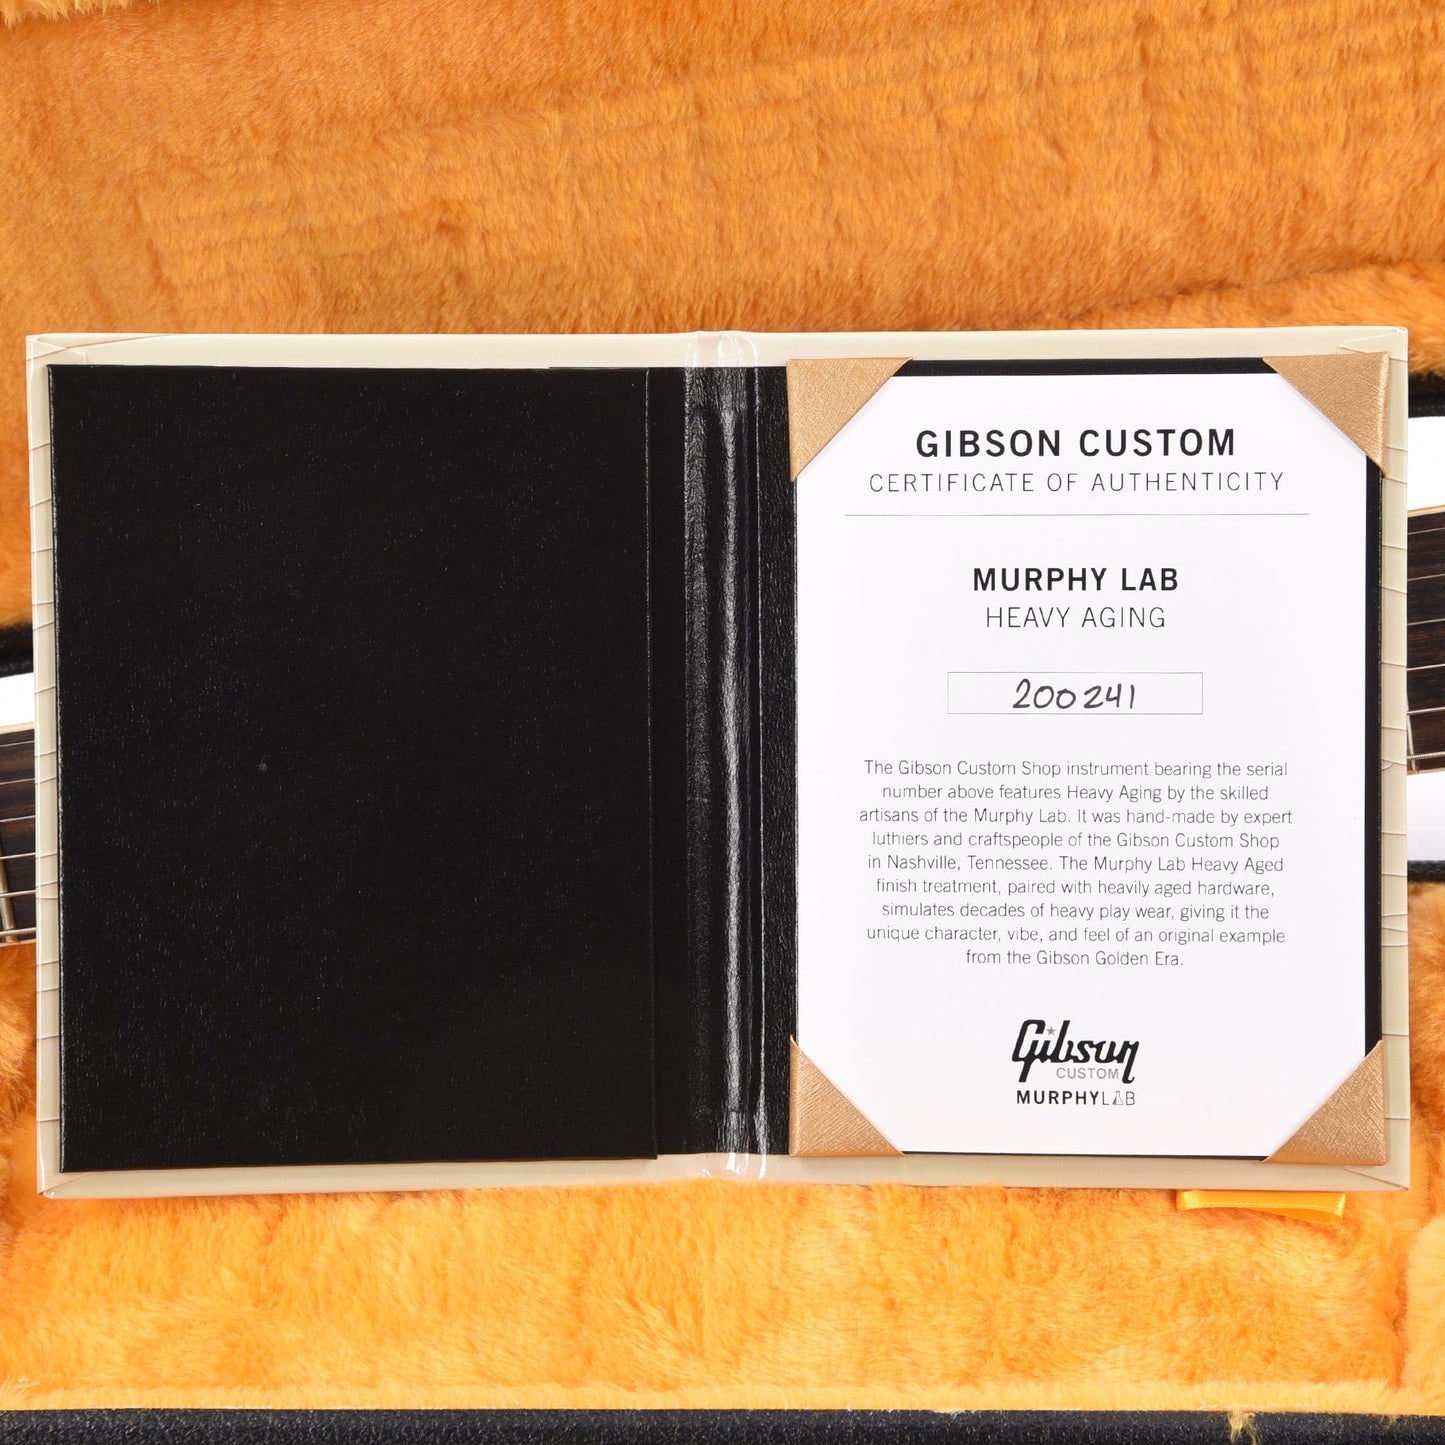 GIBSON CUSTOM
CERTIFICATE OF AUTHENTICITY
MURPHY LAB
HEAVY AGING
200241
The Gibson Custom Shop instrument bearing the serial
number above features Heavy Aging by the skilled
artisans of the Murphy Lab. It was hand-made by expert
luthiers and craftspeople of the Gibson Custom Shop
in Nashville, Tennessee. The Murphy Lab Heavy Aged
finish treatment, paired with heavily aged hardware,
simulates decades of heavy play wear, giving it the
unique character, vibe, and feel of an original example
from the Gibson Golden Era.
Gibson
CUSTOM
MURPHYLAB